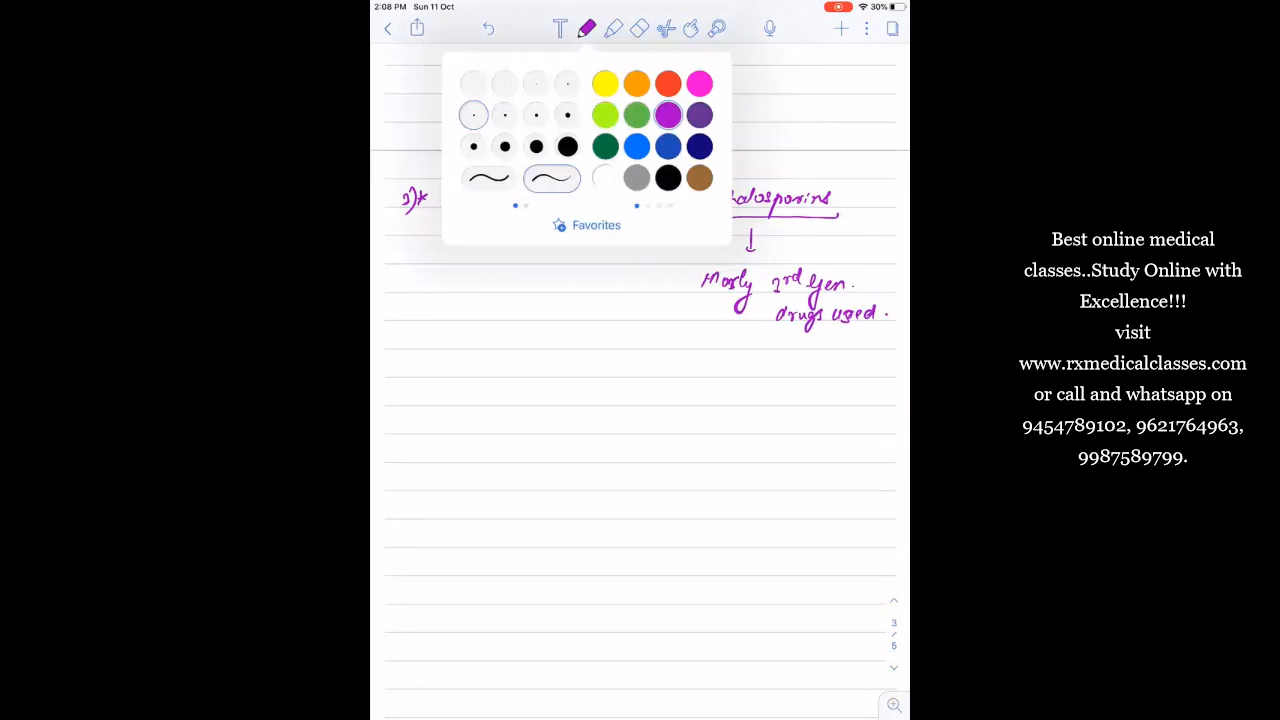 2:08 PM Sun 11 Oct
30%
T
3)*
alosporins
Mostly 3rd Gen.
drugs used.
Favorites
3
5
Best online medical
classes..Study Online with
Excellence!!!
visit
www.rxmedicalclasses.com
or call and whatsapp on
9454789102, 9621764963,
9987589799.